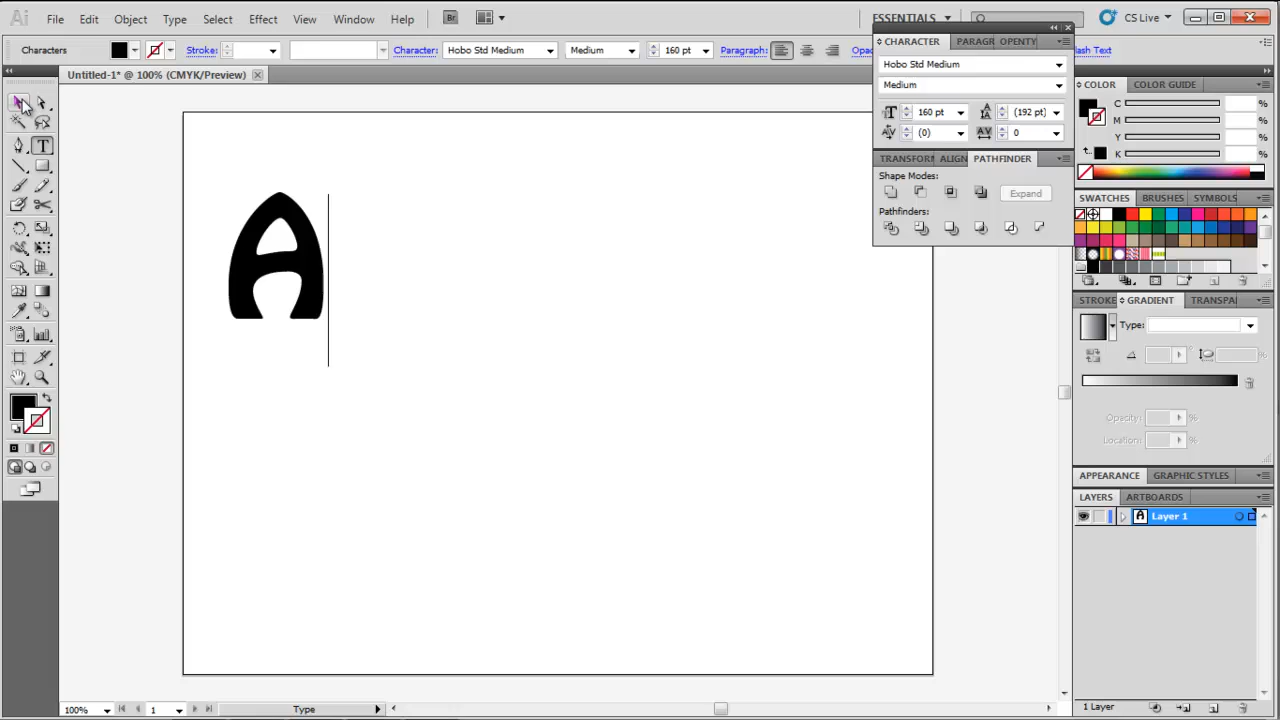 Ai File Edit Object Type Select Effect View Window Help Br ESSENTIALS CS Live
Characters Stroke: Character: Hobo Std Medium Medium 160 pt Paragraph: Opac lash Text
Untitled-1* @ 100% (CMYK/Preview)
CHARACTER PARAGR OPENTY
Hobo Std Medium
Medium
160 pt (192 pt)
(0) 0
TRANSFORM ALIGN PATHFINDER
Shape Modes:
Expand
Pathfinders:
COLOR COLOR GUIDE
C %
M %
Y %
K %
SWATCHES BRUSHES SYMBOLS
STROKE GRADIENT TRANSPA
Type:
Opacity: %
Location: %
APPEARANCE GRAPHIC STYLES
LAYERS ARTBOARDS
A Layer 1
1 Layer
T
A
100% 1 Type